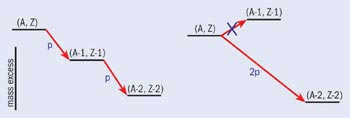 (A, Z)
p
(A-1, Z-1)
p
(A-2, Z-2)
mass excess
(A-1, Z-1)
(A, Z)
2p
(A-2, Z-2)